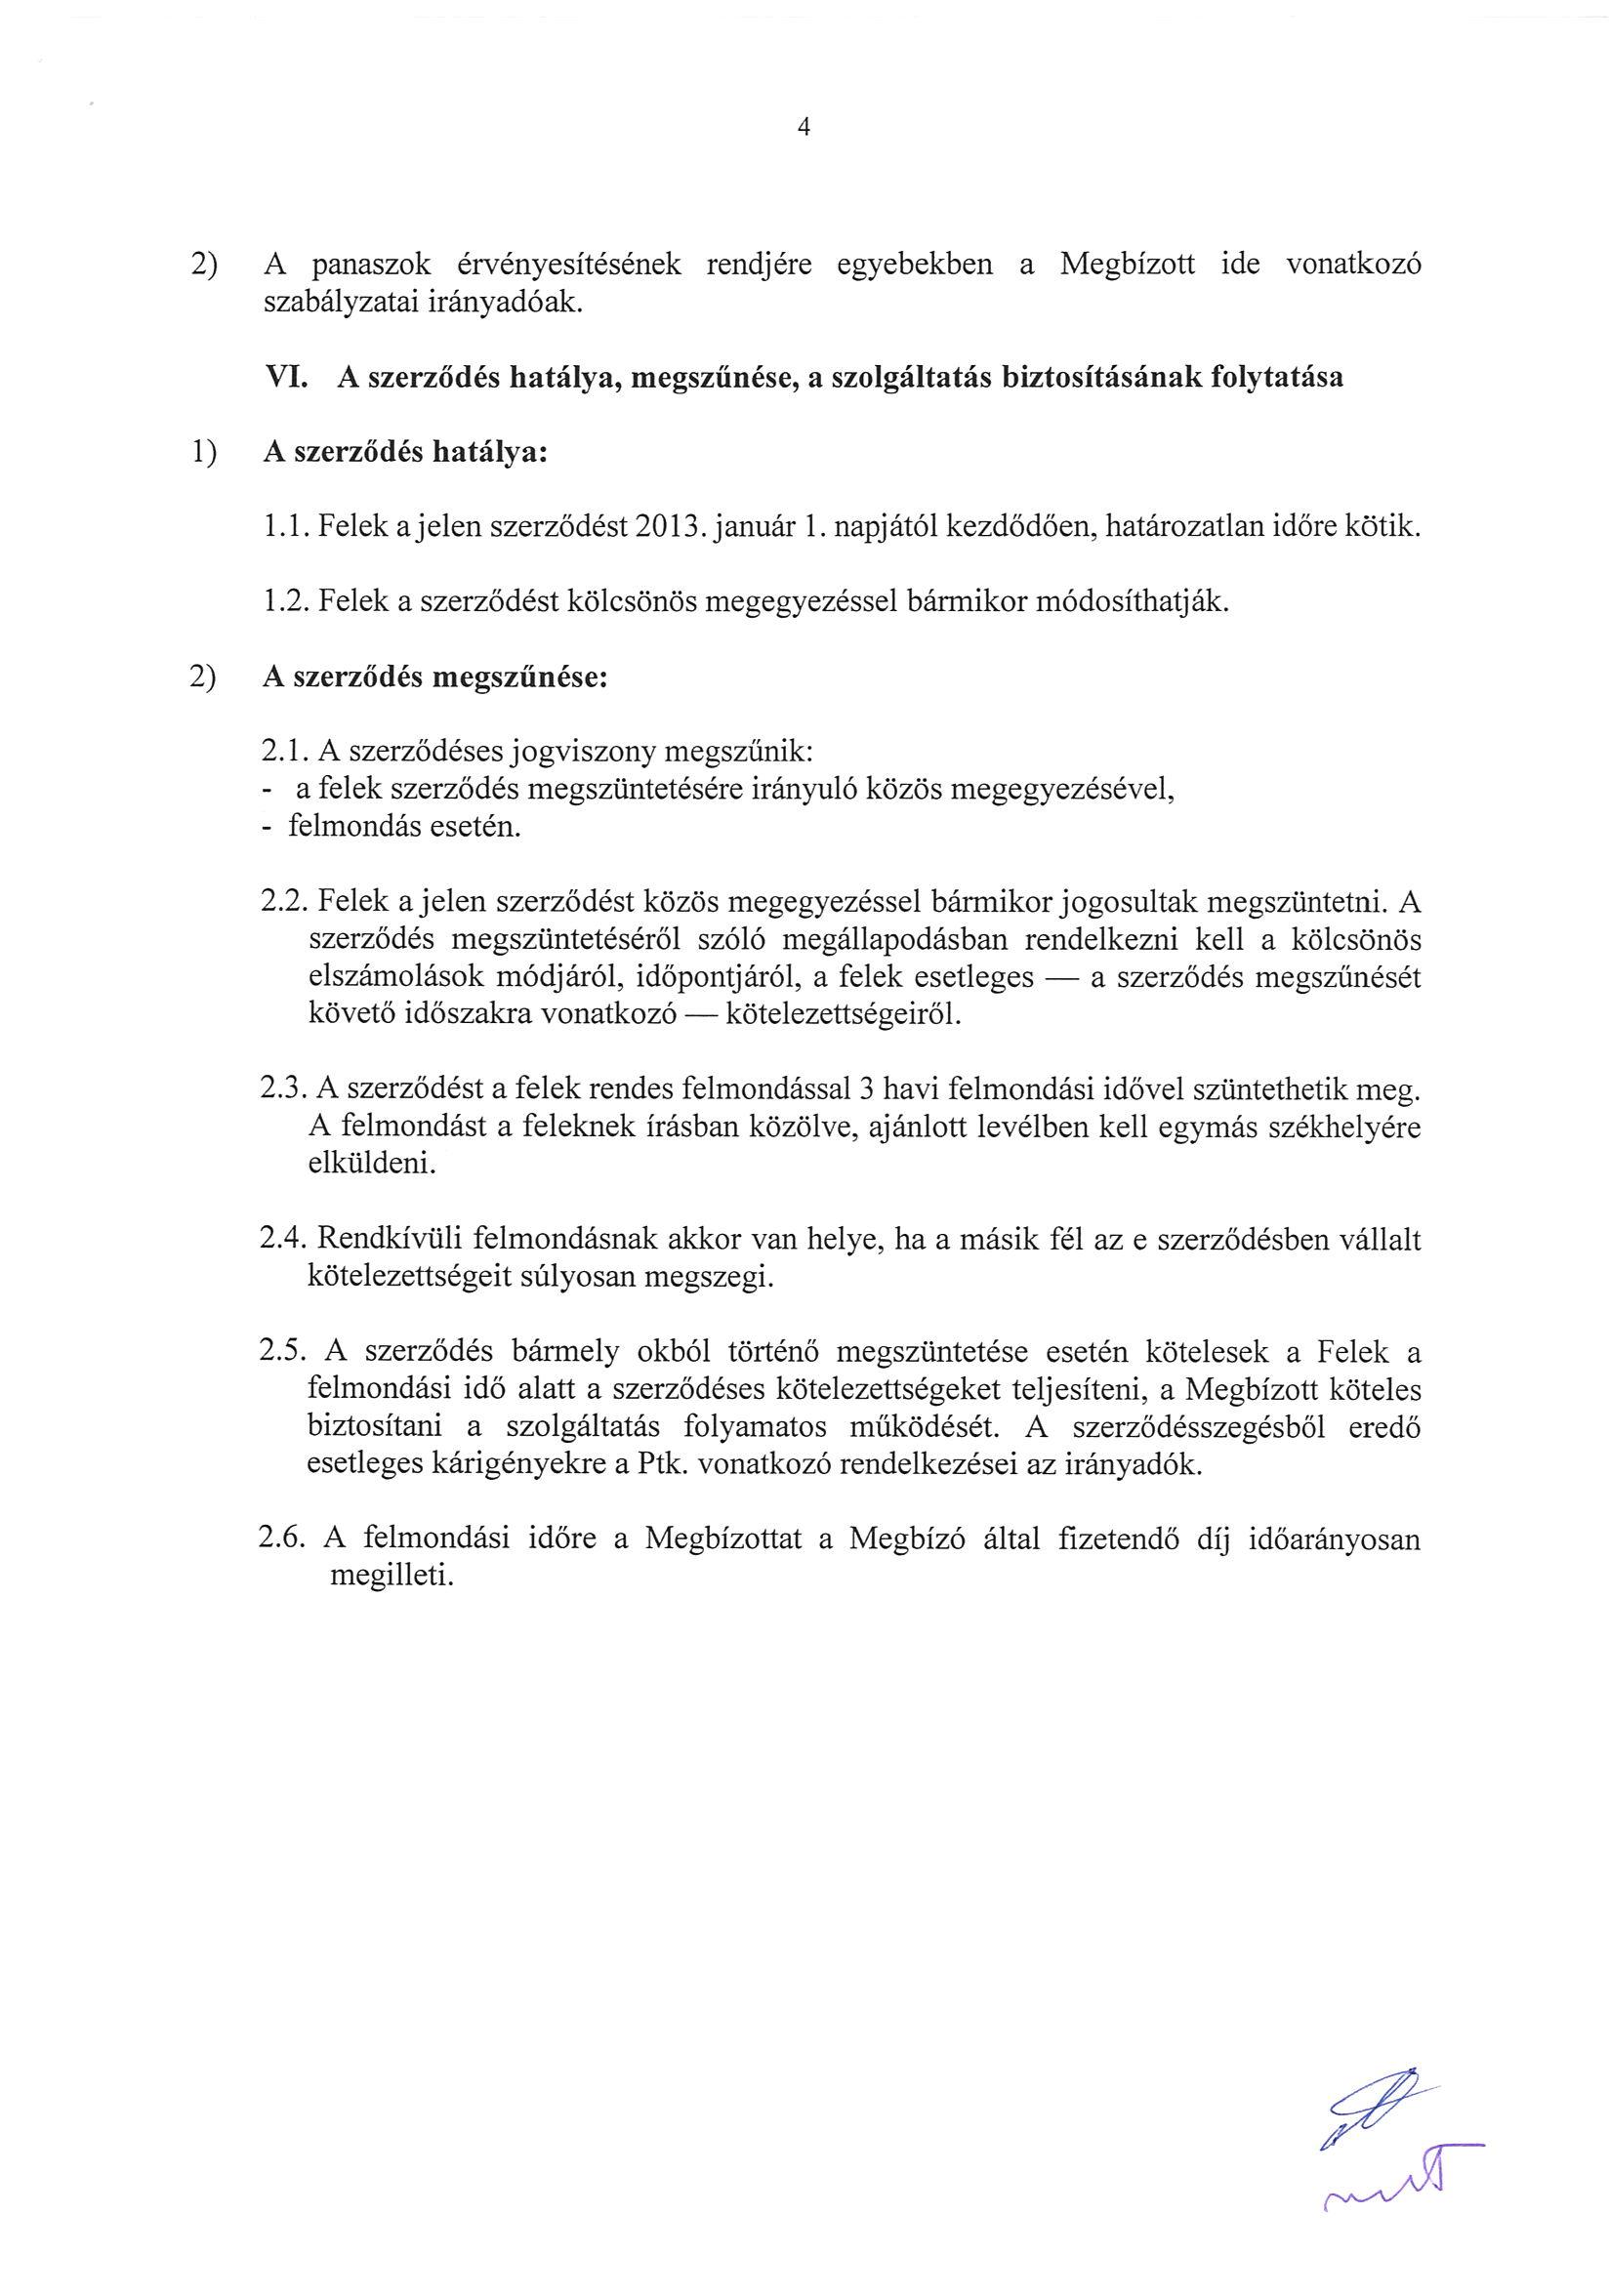 4
2) A panaszok érvényesítésének rendjére egyebekben a Megbízott ide vonatkozó
szabályzatai irányadóak.
VI. A szerződés hatálya, megszűnése, a szolgáltatás biztosításának folytatása
1) A szerződés hatálya:
1.1. Felek a jelen szerződést 2013. január 1. napjától kezdődően, határozatlan időre kötik.
1.2. Felek a szerződést kölcsönös megegyezéssel bármikor módosíthatják.
2) A szerződés megszűnése:
2.1. A szerződéses jogviszony megszűnik:
- a felek szerződés megszüntetésére irányuló közös megegyezésével,
- felmondás esetén.
2.2. Felek a jelen szerződést közös megegyezéssel bármikor jogosultak megszüntetni. A
szerződés megszüntetéséről szóló megállapodásban rendelkezni kell a kölcsönös
elszámolások módjáról, időpontjáról, a felek esetleges — a szerződés megszűnését
követő időszakra vonatkozó — kötelezettségeiről.
2.3. A szerződést a felek rendes felmondással 3 havi felmondási idővel szüntethetik meg.
A felmondást a feleknek írásban közölve, ajánlott levélben kell egymás székhelyére
elküldeni.
2.4. Rendkívüli felmondásnak akkor van helye, ha a másik fél az e szerződésben vállalt
kötelezettségeit súlyosan megszegi.
2.5. A szerződés bármely okból történő megszüntetése esetén kötelesek a Felek a
felmondási idő alatt a szerződéses kötelezettségeket teljesíteni, a Megbízott köteles
biztosítani a szolgáltatás folyamatos működését. A szerződésszegésből eredő
esetleges kárigényekre a Ptk. vonatkozó rendelkezései az irányadók.
2.6. A felmondási időre a Megbízottat a Megbízó által fizetendő díj időarányosan
megilleti.